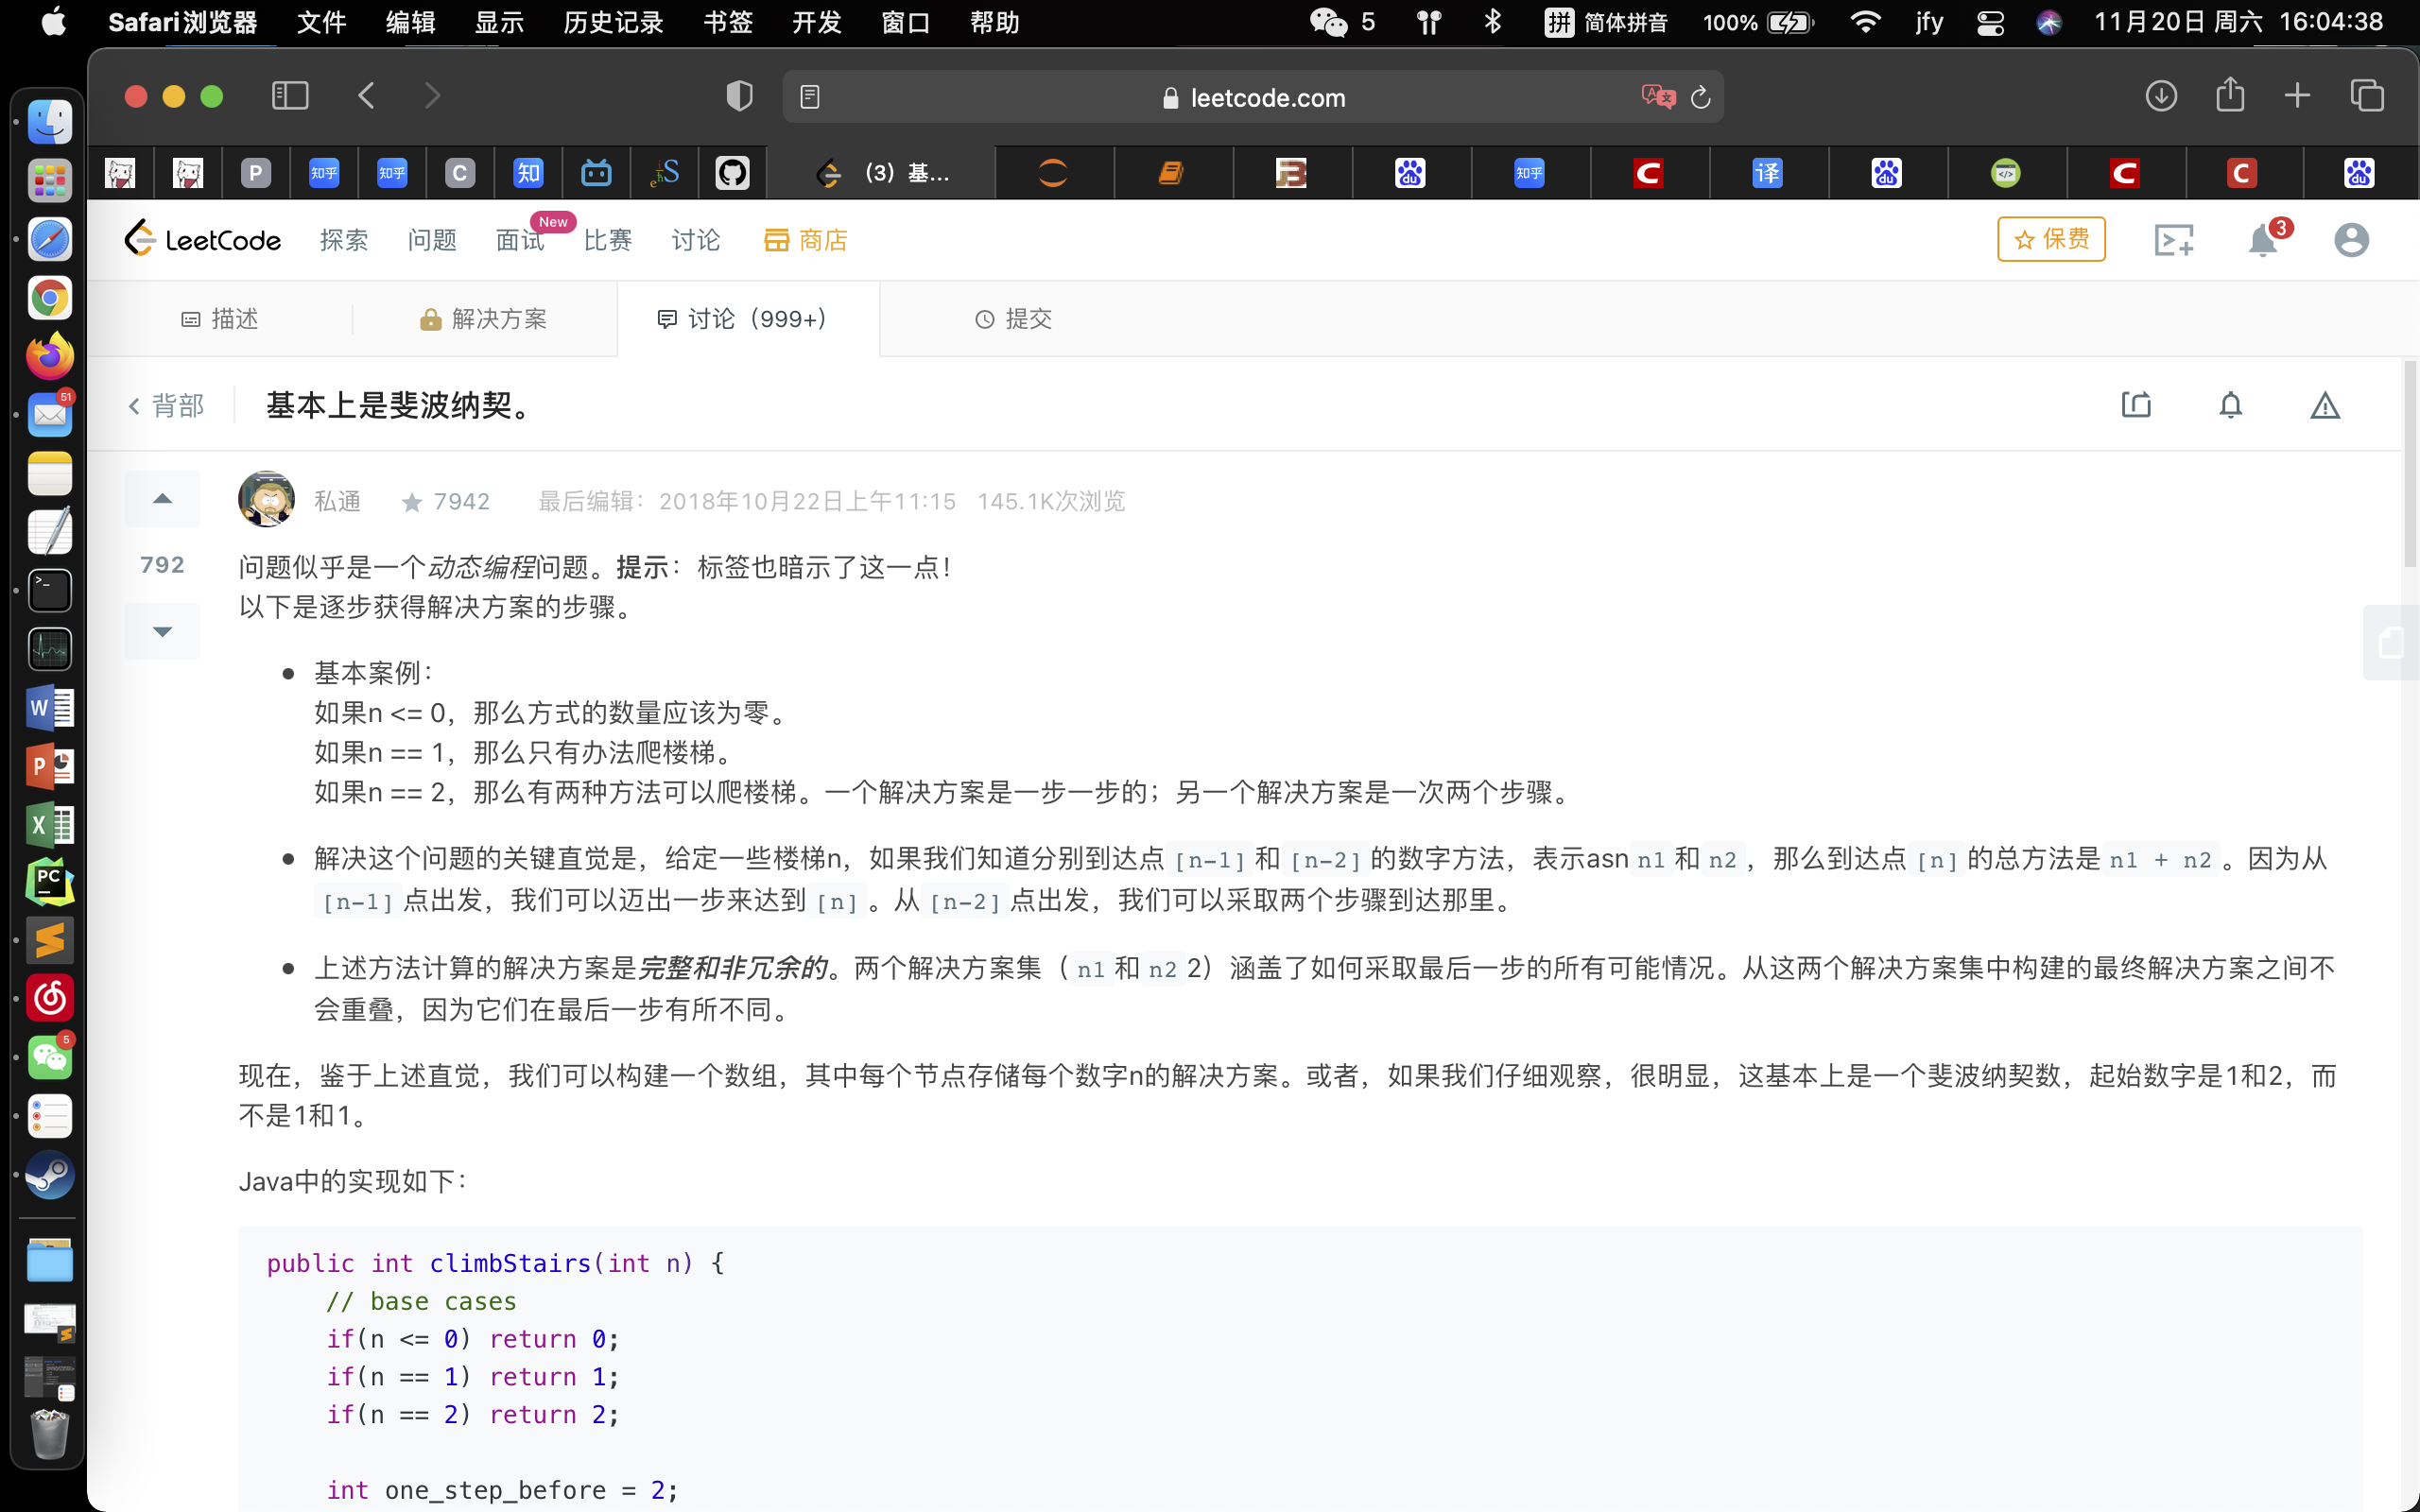 Safari浏览器 文件 编辑 显示 历史记录 书签 开发 窗口 帮助 5 拼 简体拼音 100% jfy 11月20日 周六 16:04:38
leetcode.com
P 知乎 知乎 C 知 S (3) 基... 知乎 C 译 C C
LeetCode 探索 问题 面试 New 比赛 讨论 商店 保费 3
描述 解决方案 讨论（999+） 提交
背部 基本上是斐波纳契。
私通 7942 最后编辑：2018年10月22日上午11:15 145.1K次浏览
792
问题似乎是一个动态编程问题。提示：标签也暗示了这一点！
以下是逐步获得解决方案的步骤。
基本案例：
如果n <= 0，那么方式的数量应该为零。
如果n == 1，那么只有办法爬楼梯。
如果n == 2，那么有两种方法可以爬楼梯。一个解决方案是一步一步的；另一个解决方案是一次两个步骤。
解决这个问题的关键直觉是，给定一些楼梯n，如果我们知道分别到达点 [n-1] 和 [n-2] 的数字方法，表示asn n1 和 n2 ，那么到达点 [n] 的总方法是 n1 + n2 。因为从
[n-1] 点出发，我们可以迈出一步来达到 [n] 。从 [n-2] 点出发，我们可以采取两个步骤到达那里。
上述方法计算的解决方案是完整和非冗余的。两个解决方案集（ n1 和 n2 2）涵盖了如何采取最后一步的所有可能情况。从这两个解决方案集中构建的最终解决方案之间不
会重叠，因为它们在最后一步有所不同。
现在，鉴于上述直觉，我们可以构建一个数组，其中每个节点存储每个数字n的解决方案。或者，如果我们仔细观察，很明显，这基本上是一个斐波纳契数，起始数字是1和2，而
不是1和1。
Java中的实现如下：
public int climbStairs(int n) {
// base cases
if(n <= 0) return 0;
if(n == 1) return 1;
if(n == 2) return 2;
int one_step_before = 2;
51
W
P
X
PC
5